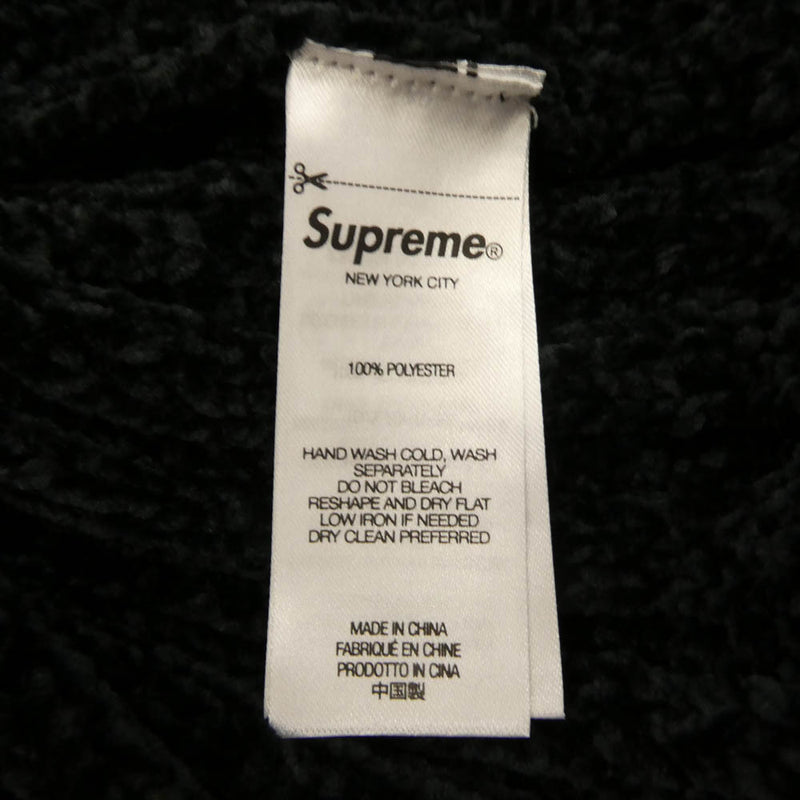 Supreme®
NEW YORK CITY
100% POLYESTER
HAND WASH COLD, WASH
SEPARATELY
DO NOT BLEACH
RESHAPE AND DRY FLAT
LOW IRON IF NEEDED
DRY CLEAN PREFERRED
MADE IN CHINA
FABRIQUÉ EN CHINE
PRODOTTO IN CINA
中国製